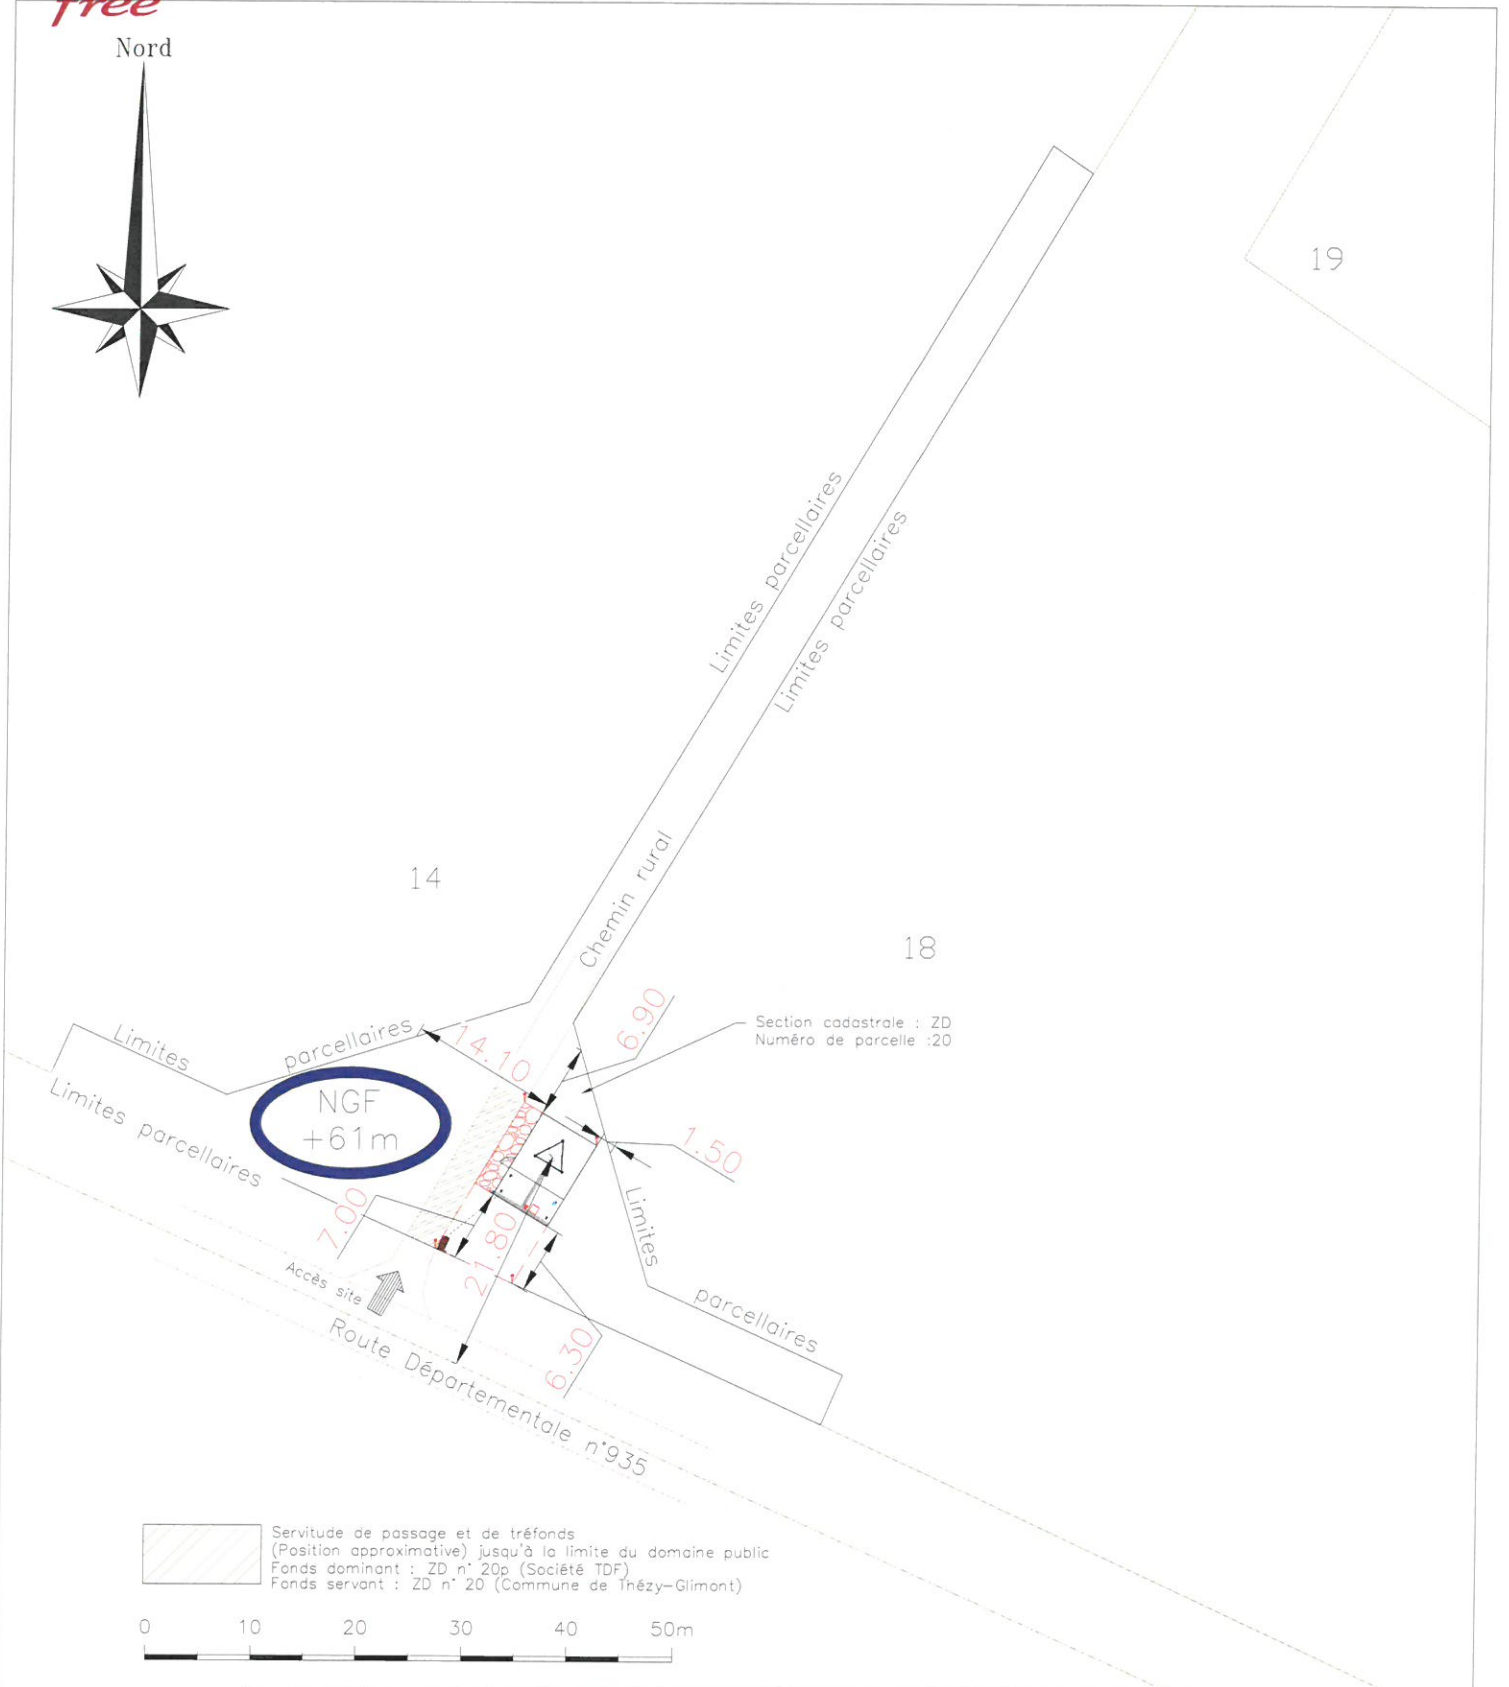 free
Nord
19
Limites parcellaires
Limites parcellaires
Chemin rural
14
18
Section cadastrale : ZD
Numéro de parcelle :20
6.90
14.10
Limites parcellaires
NGF
+61m
Limites parcellaires
1.50
7.00
21.80
Limites parcellaires
Accès site
6.30
Route Départementale n°935
Servitude de passage et de tréfonds
(Position approximative) jusqu'à la limite du domaine public
Fonds dominant : ZD n° 20p (Société TDF)
Fonds servant : ZD n° 20 (Commune de Thézy-Glimont)
0 10 20 30 40 50m